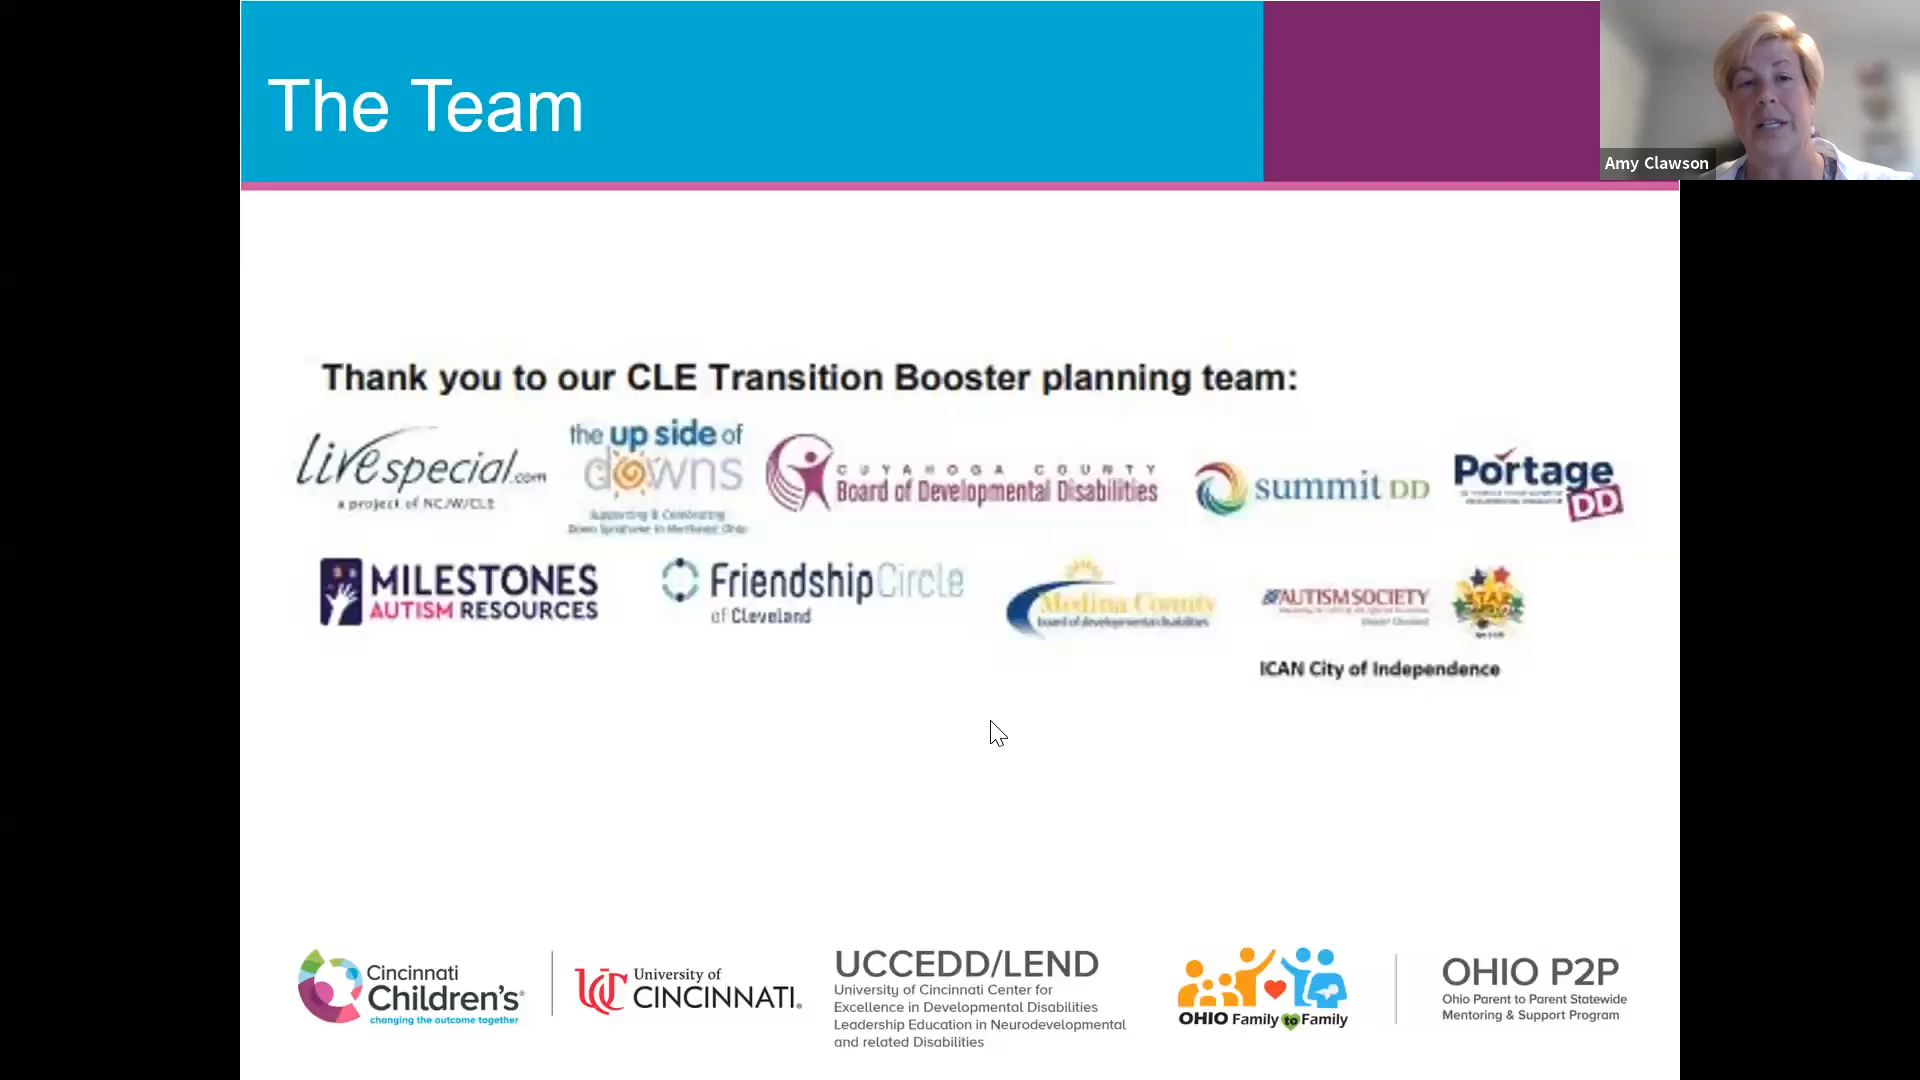 The Team
Amy Clawson
Thank you to our CLE Transition Booster planning team:
livespecial.com
a project of NCJW/CLE
the up side of
downs
Supporting & Celebrating
Down Syndrome in Northeast Ohio
CUYAHOGA COUNTY
Board of Developmental Disabilities
summit DD
Portage
DD
MILESTONES
AUTISM RESOURCES
FriendshipCircle
of Cleveland
Medina County
board of developmental disabilities
AUTISM SOCIETY
STAR
ICAN City of Independence
Cincinnati
Children's
changing the outcome together
UC University of
CINCINNATI
UCCEDD/LEND
University of Cincinnati Center for
Excellence in Developmental Disabilities
Leadership Education in Neurodevelopmental
and related Disabilities
OHIO Family to Family
OHIO P2P
Ohio Parent to Parent Statewide
Mentoring & Support Program